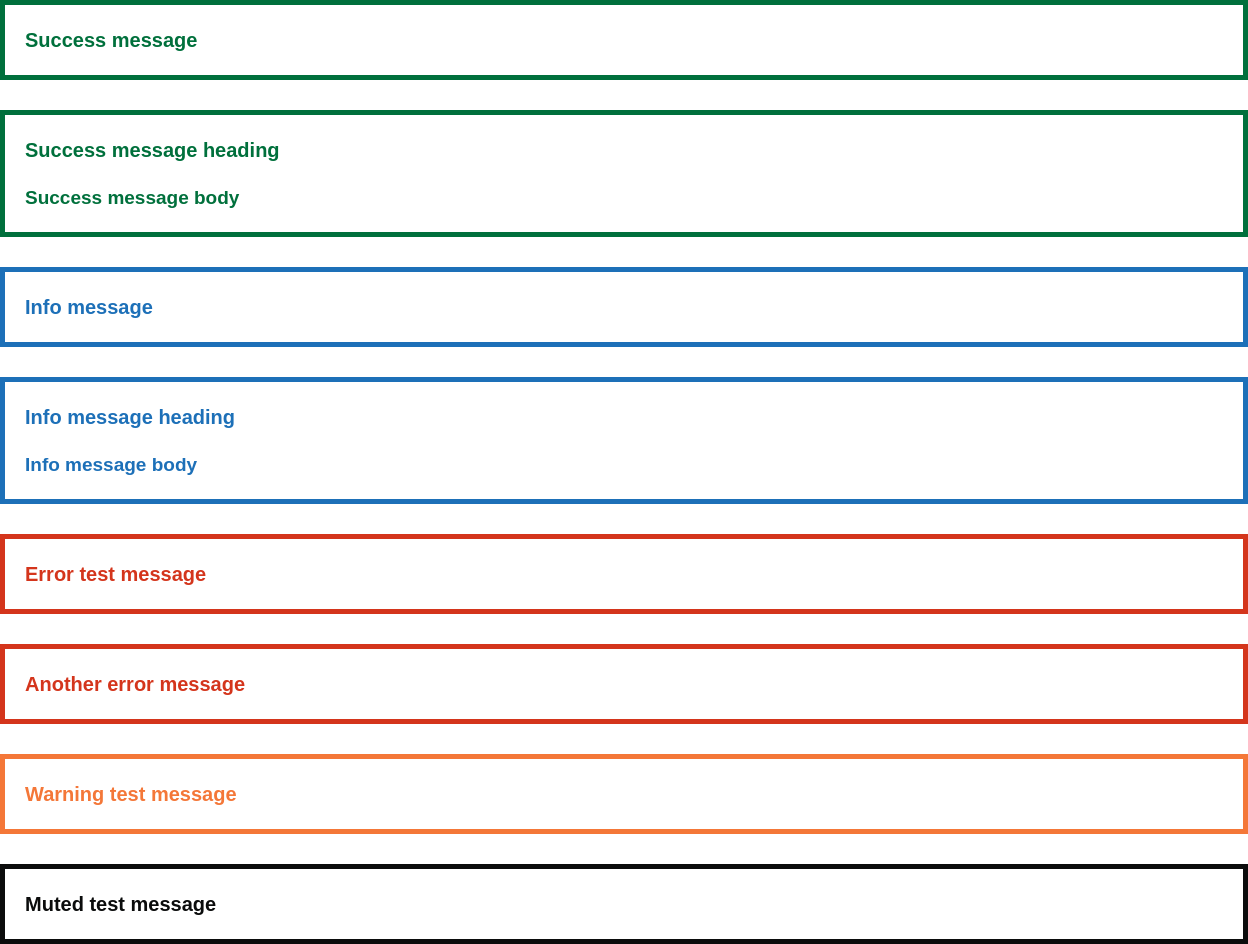 Success message
Success message heading
Success message body
Info message
Info message heading
Info message body
Error test message
Another error message
Warning test message
Muted test message